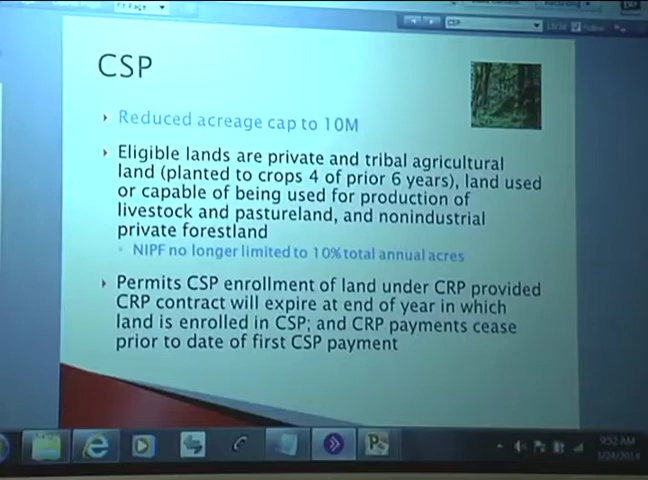 CSP
CSP
Reduced acreage cap to 10M
Eligible lands are private and tribal agricultural
land (planted to crops 4 of prior 6 years), land used
or capable of being used for production of
livestock and pastureland, and nonindustrial
private forestland
NIPF no longer limited to 10% total annual acres
Permits CSP enrollment of land under CRP provided
CRP contract will expire at end of year in which
land is enrolled in CSP; and CRP payments cease
prior to date of first CSP payment
9:52 AM